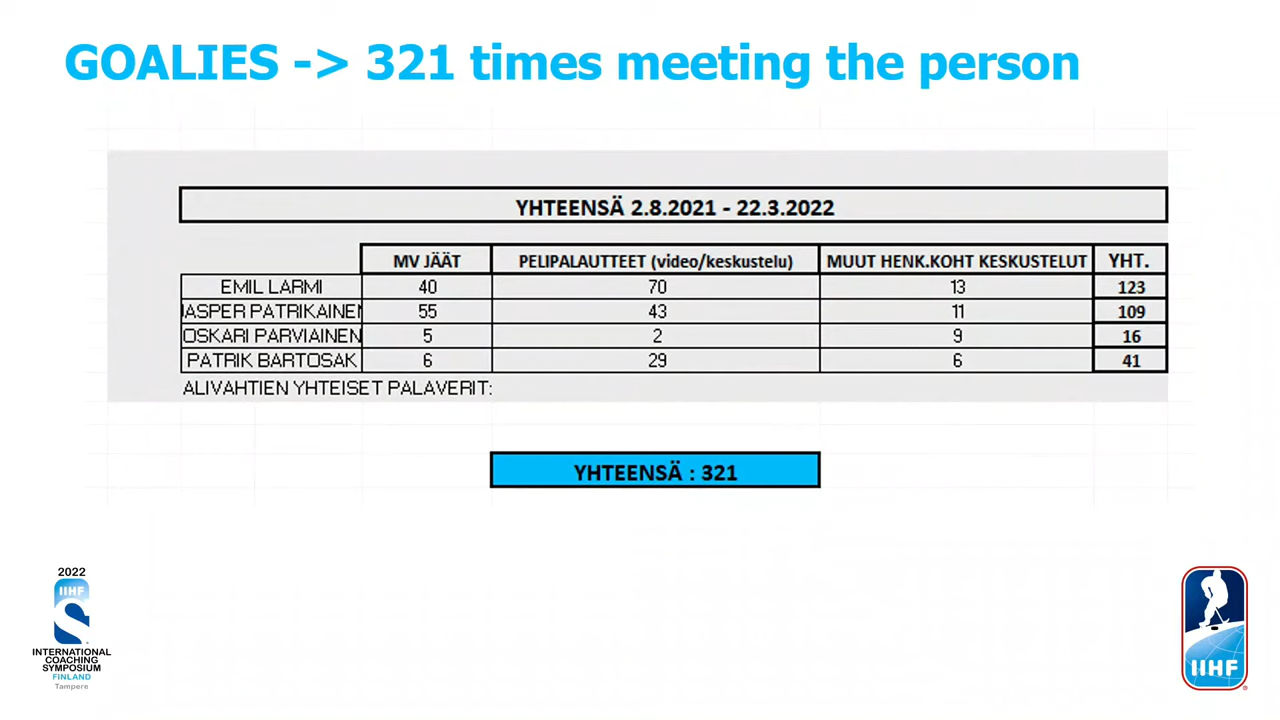 GOALIES -> 321 times meeting the person
YHTEENSÄ 2.8.2021 - 22.3.2022
MV JÄÄT PELIPALAUTTEET (video/keskustelu) MUUT HENK.KOHT KESKUSTELUT YHT.
EMIL LARMI 40 70 13 123
JASPER PATRIKAINEN 55 43 11 109
OSKARI PARVIAINEN 5 2 9 16
PATRIK BARTOSAK 6 29 6 41
ALIVAHTIEN YHTEISET PALAVERIT:
YHTEENSÄ : 321
2022
IIHF
INTERNATIONAL
COACHING
SYMPOSIUM
FINLAND
Tampere
IIHF